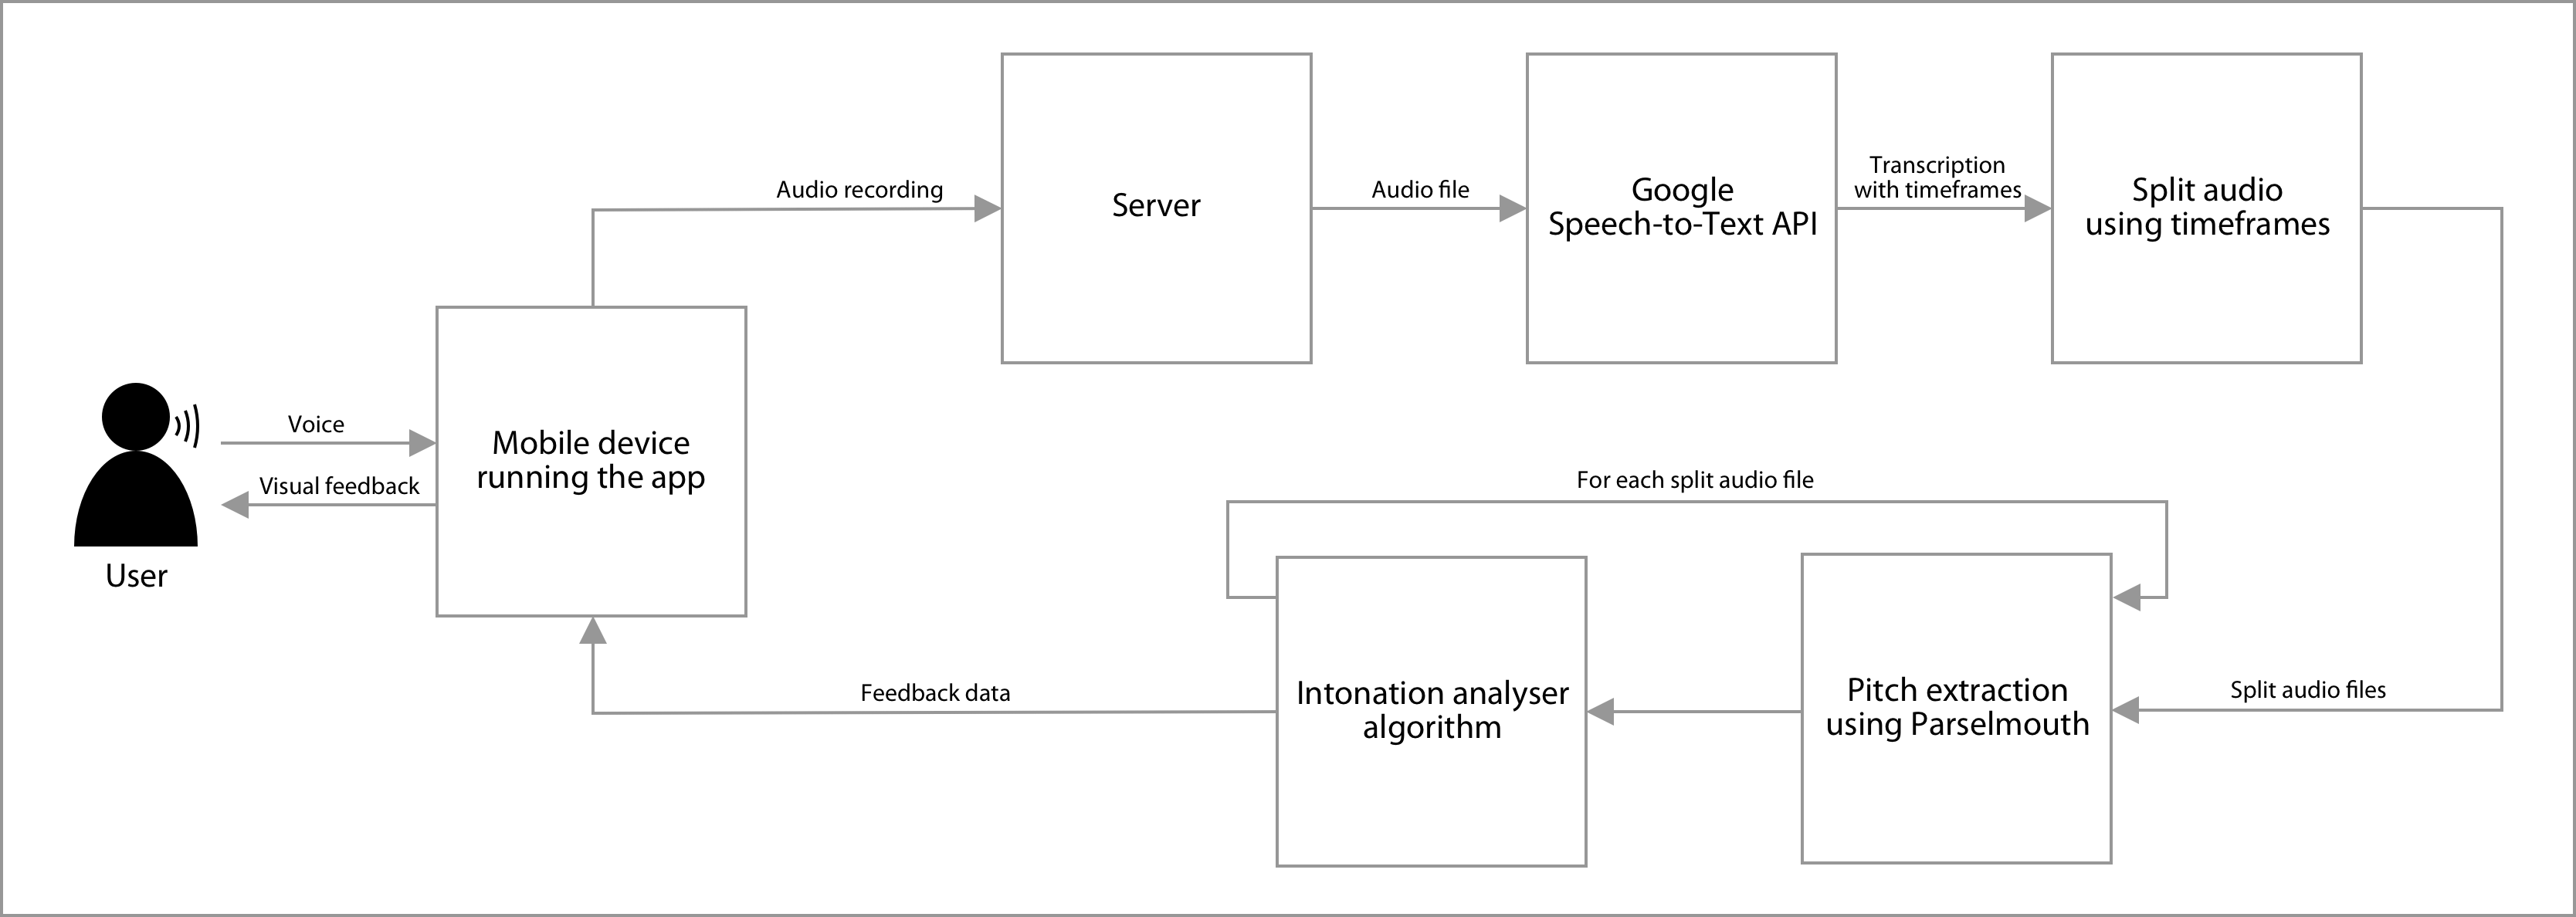 Audio recording
Server
Audio file
Google
Speech-to-Text API
Transcription
with timeframes
Split audio
using timeframes
Voice
Visual feedback
User
Mobile device
running the app
For each split audio file
Split audio files
Pitch extraction
using Parselmouth
Intonation analyser
algorithm
Feedback data